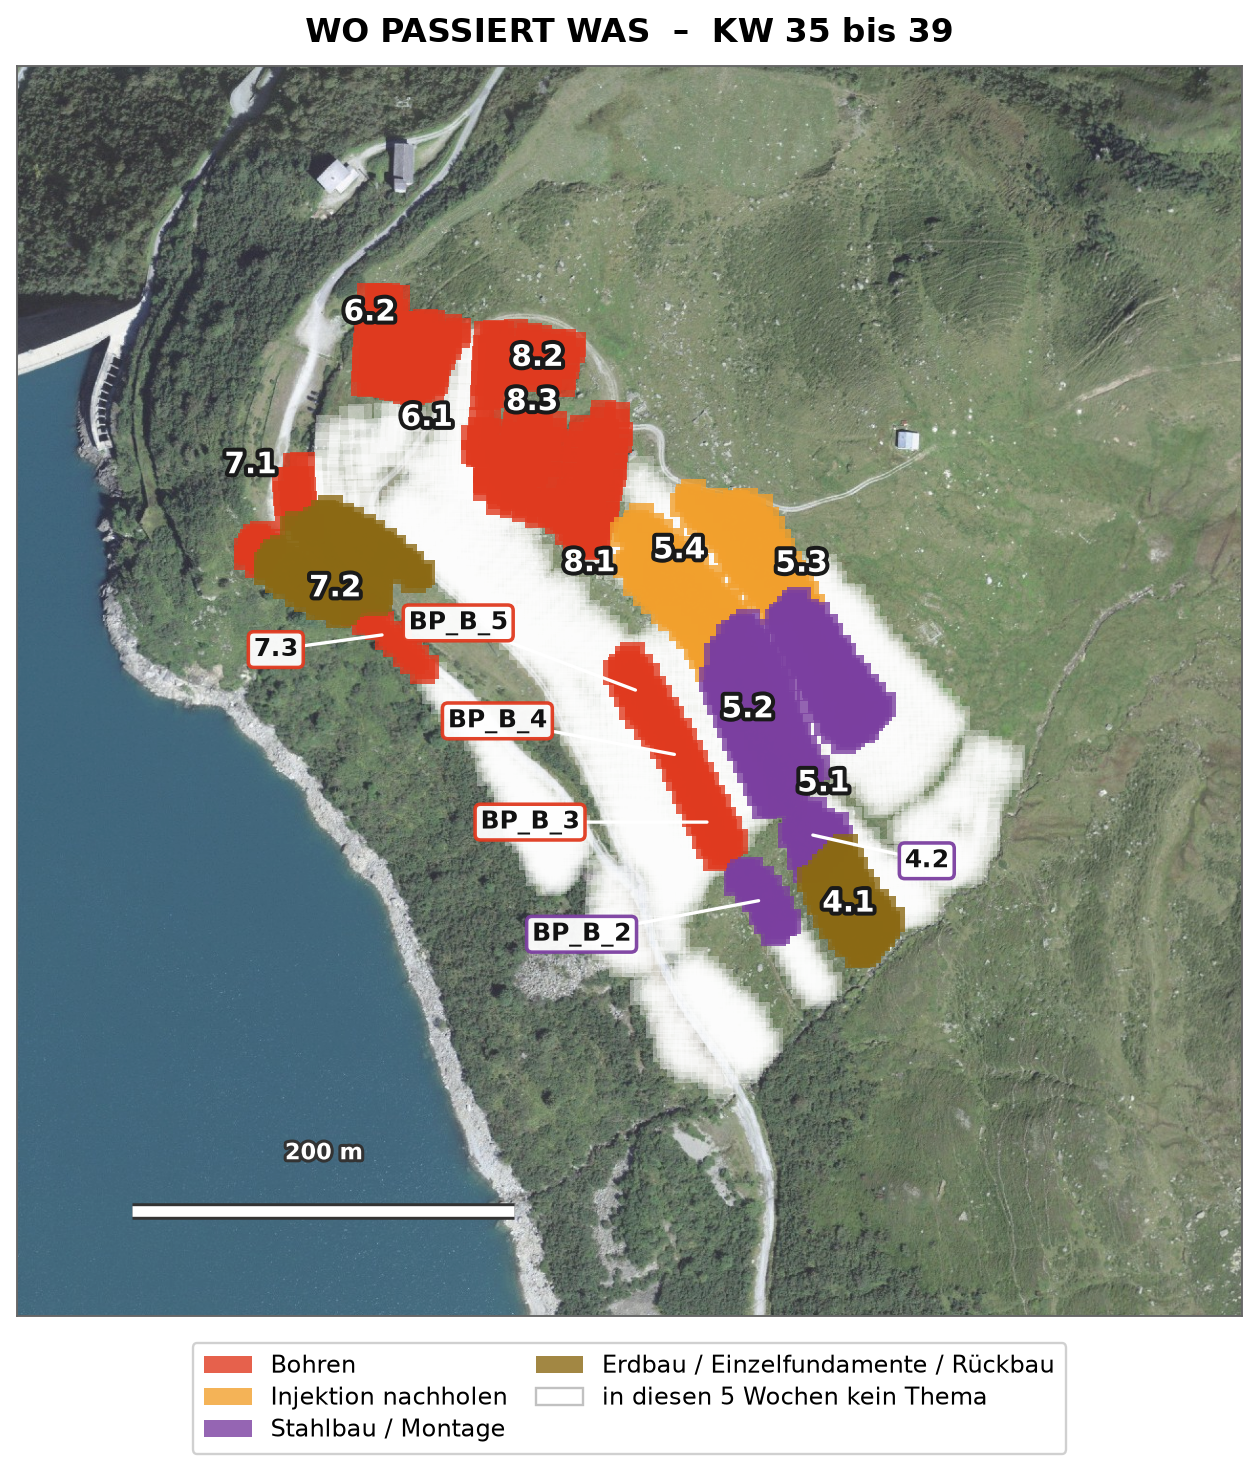 WO PASSIERT WAS – KW 35 bis 39
6.2
8.2
8.3
6.1
7.1
5.4
8.1
5.3
7.2
BP_B_5
7.3
5.2
BP_B_4
5.1
BP_B_3
4.2
4.1
BP_B_2
200 m
Bohren
Injektion nachholen
Stahlbau / Montage
Erdbau / Einzelfundamente / Rückbau
in diesen 5 Wochen kein Thema